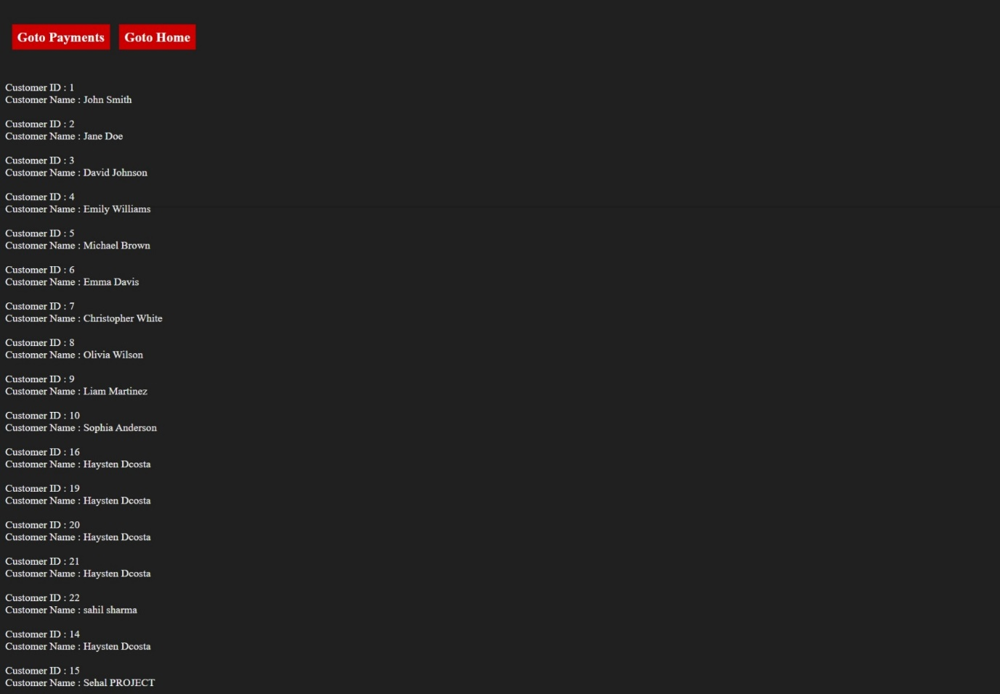 Goto Payments Goto Home
Customer ID : 1
Customer Name : John Smith
Customer ID : 2
Customer Name : Jane Doe
Customer ID : 3
Customer Name : David Johnson
Customer ID : 4
Customer Name : Emily Williams
Customer ID : 5
Customer Name : Michael Brown
Customer ID : 6
Customer Name : Emma Davis
Customer ID : 7
Customer Name : Christopher White
Customer ID : 8
Customer Name : Olivia Wilson
Customer ID : 9
Customer Name : Liam Martinez
Customer ID : 10
Customer Name : Sophia Anderson
Customer ID : 16
Customer Name : Haysten Dcosta
Customer ID : 19
Customer Name : Haysten Dcosta
Customer ID : 20
Customer Name : Haysten Dcosta
Customer ID : 21
Customer Name : Haysten Dcosta
Customer ID : 22
Customer Name : sahil sharma
Customer ID : 14
Customer Name : Haysten Dcosta
Customer ID : 15
Customer Name : Sehal PROJECT